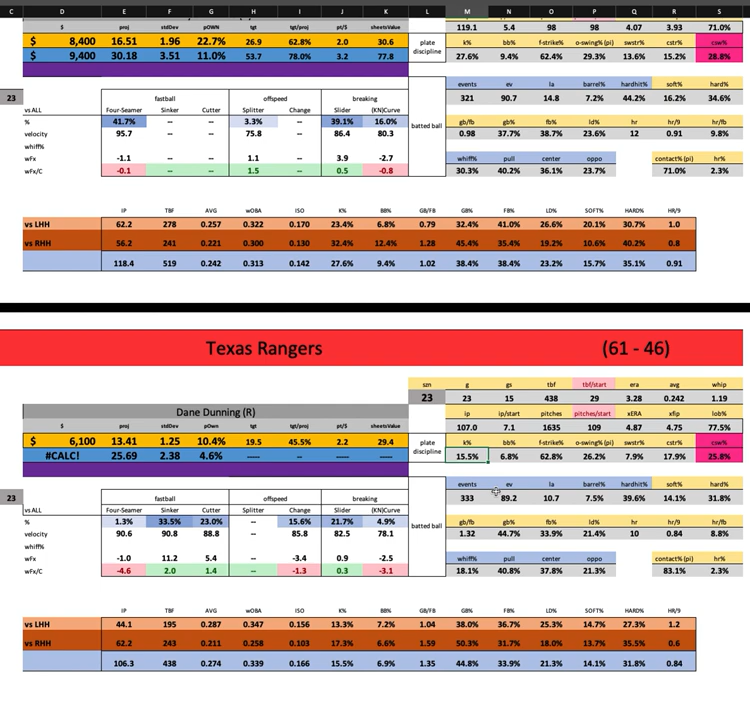 C D E F G H I J K L M N O P Q R S
119.1 5.4 98 98 4.07 3.93 71.0%
$ proj stdDev pOWN tgt tgt/proj pt/$ sheetsValue
$ 8,400 16.51 1.96 22.7% 26.9 62.8% 2.0 30.6 plate discipline k% bb% f-strike% o-swing% (pi) swstr% cstr% csw%
$ 9,400 30.18 3.51 11.0% 53.7 78.0% 3.2 77.8 27.6% 9.4% 62.4% 29.3% 13.6% 15.2% 28.8%
events ev la barrel% hardhit% soft% hard%
23 fastball offspeed breaking 321 90.7 14.8 7.2% 44.2% 16.2% 34.6%
vs ALL Four-Seamer Sinker Cutter Splitter Change Slider (KN)Curve
% 41.7% -- -- 3.3% -- 39.1% 16.0% batted ball gb/fb gb% fb% ld% hr hr/9 hr/fb
velocity 95.7 -- -- 75.8 -- 86.4 80.3 0.98 37.7% 38.7% 23.6% 12 0.91 9.8%
whiff%
wFx -1.1 1.1 3.9 -2.7 whiff% pull center oppo contact% (pi) hr%
wFx/C -0.1 -- -- 1.5 -- 0.5 -0.8 30.3% 40.2% 36.1% 23.7% 71.0% 2.3%
IP TBF AVG wOBA ISO K% BB% GB/FB GB% FB% LD% SOFT% HARD% HR/9
vs LHH 62.2 278 0.257 0.322 0.170 23.4% 6.8% 0.79 32.4% 41.0% 26.6% 20.1% 30.7% 1.0
vs RHH 56.2 241 0.221 0.300 0.130 32.4% 12.4% 1.28 45.4% 35.4% 19.2% 10.6% 40.2% 0.8
118.4 519 0.242 0.313 0.142 27.6% 9.4% 1.02 38.4% 38.4% 23.2% 15.7% 35.1% 0.91
Texas Rangers (61 - 46)
szn g gs tbf tbf/start era avg whip
23 23 15 438 29 3.28 0.242 1.19
Dane Dunning (R) ip ip/start pitches pitches/start xERA xfip lob%
$ proj stdDev pOwn tgt tgt/proj pt/$ sheetsValue 107.0 7.1 1635 109 4.87 4.75 77.5%
$ 6,100 13.41 1.25 10.4% 19.5 45.5% 2.2 29.4 plate discipline k% bb% f-strike% o-swing% (pi) swstr% cstr% csw%
#CALC! 25.69 2.38 4.6% ---- ---- -- ---- 15.5% 6.8% 62.8% 26.2% 7.9% 17.9% 25.8%
events ev la barrel% hardhit% soft% hard%
23 fastball offspeed breaking 333 89.2 10.7 7.5% 39.6% 14.1% 31.8%
vs ALL Four-Seamer Sinker Cutter Splitter Change Slider (KN)Curve
% 1.3% 33.5% 23.0% -- 15.6% 21.7% 4.9% batted ball gb/fb gb% fb% ld% hr hr/9 hr/fb
velocity 90.6 90.8 88.8 -- 85.8 82.5 78.1 1.32 44.7% 33.9% 21.4% 10 0.84 8.8%
whiff%
wFx -1.0 11.2 5.4 -3.4 0.9 -2.5 whiff% pull center oppo contact% (pi) hr%
wFx/C -4.6 2.0 1.4 -- -1.3 0.3 -3.1 18.1% 40.8% 37.8% 21.3% 83.1% 2.3%
IP TBF AVG wOBA ISO K% BB% GB/FB GB% FB% LD% SOFT% HARD% HR/9
vs LHH 44.1 195 0.287 0.347 0.156 13.3% 7.2% 1.04 38.0% 36.7% 25.3% 14.7% 27.3% 1.2
vs RHH 62.2 243 0.211 0.258 0.103 17.3% 6.6% 1.59 50.3% 31.7% 18.0% 13.7% 35.5% 0.6
106.3 438 0.274 0.339 0.166 15.5% 6.9% 1.35 44.8% 33.9% 21.3% 14.1% 31.8% 0.84